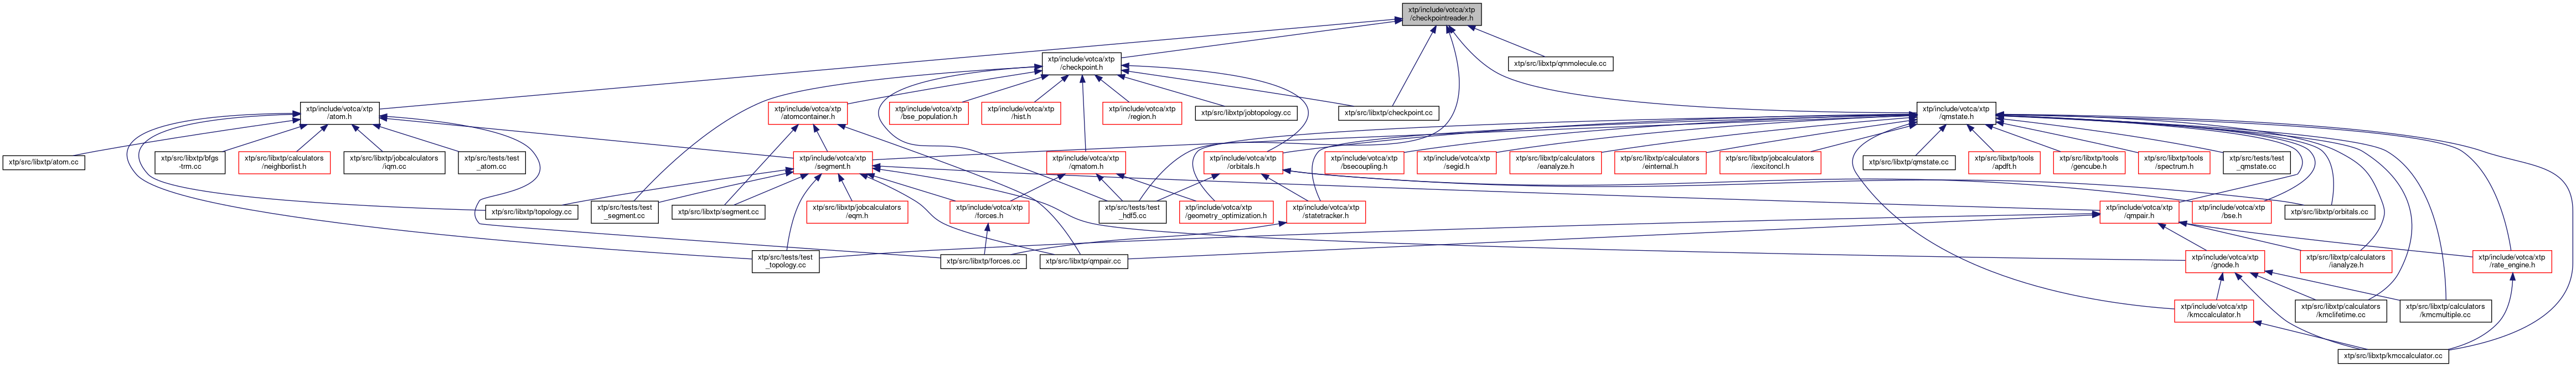 xtp/include/votca/xtp
/checkpointreader.h
xtp/include/votca/xtp
/checkpoint.h
xtp/src/libxtp/qmmolecule.cc
xtp/include/votca/xtp
/atom.h
xtp/include/votca/xtp
/atomcontainer.h
xtp/include/votca/xtp
/bse_population.h
xtp/include/votca/xtp
/hist.h
xtp/include/votca/xtp
/region.h
xtp/src/libxtp/jobtopology.cc
xtp/src/libxtp/checkpoint.cc
xtp/include/votca/xtp
/qmstate.h
xtp/src/libxtp/atom.cc
xtp/src/libxtp/bfgs
-trm.cc
xtp/src/libxtp/calculators
/neighborlist.h
xtp/src/libxtp/jobcalculators
/iqm.cc
xtp/src/tests/test
_atom.cc
xtp/include/votca/xtp
/segment.h
xtp/include/votca/xtp
/qmatom.h
xtp/include/votca/xtp
/orbitals.h
xtp/include/votca/xtp
/bsecoupling.h
xtp/include/votca/xtp
/segid.h
xtp/src/libxtp/calculators
/eanalyze.h
xtp/src/libxtp/calculators
/einternal.h
xtp/src/libxtp/jobcalculators
/iexcitoncl.h
xtp/src/libxtp/qmstate.cc
xtp/src/libxtp/tools
/apdft.h
xtp/src/libxtp/tools
/gencube.h
xtp/src/libxtp/tools
/spectrum.h
xtp/src/tests/test
_qmstate.cc
xtp/src/libxtp/topology.cc
xtp/src/tests/test
_segment.cc
xtp/src/libxtp/segment.cc
xtp/src/libxtp/jobcalculators
/eqm.h
xtp/include/votca/xtp
/forces.h
xtp/src/tests/test
_hdf5.cc
xtp/include/votca/xtp
/geometry_optimization.h
xtp/include/votca/xtp
/statetracker.h
xtp/include/votca/xtp
/qmpair.h
xtp/include/votca/xtp
/bse.h
xtp/src/libxtp/orbitals.cc
xtp/src/tests/test
_topology.cc
xtp/src/libxtp/forces.cc
xtp/src/libxtp/qmpair.cc
xtp/include/votca/xtp
/gnode.h
xtp/src/libxtp/calculators
/ianalyze.h
xtp/include/votca/xtp
/rate_engine.h
xtp/include/votca/xtp
/kmccalculator.h
xtp/src/libxtp/calculators
/kmclifetime.cc
xtp/src/libxtp/calculators
/kmcmultiple.cc
xtp/src/libxtp/kmccalculator.cc